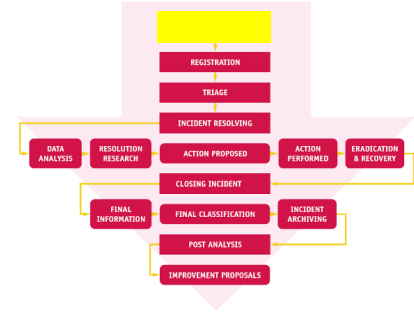 REGISTRATION
TRIAGE
INCIDENT RESOLVING
DATA
ANALYSIS
RESOLUTION
RESEARCH
ACTION PROPOSED
ACTION
PERFORMED
ERADICATION
& RECOVERY
CLOSING INCIDENT
FINAL
INFORMATION
FINAL CLASSIFICATION
INCIDENT
ARCHIVING
POST ANALYSIS
IMPROVEMENT PROPOSALS